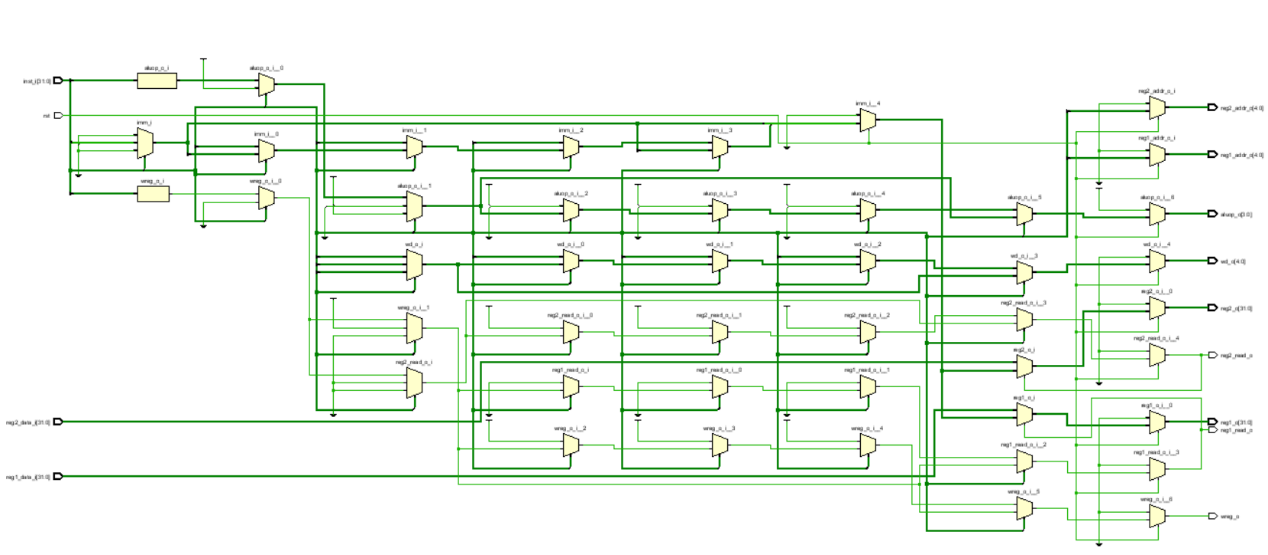 aluop_o_i
aluop_o_i__0
inst_i[31:0]
rst
imm_i
imm_i__0
imm_i__1
imm_i__2
imm_i__3
imm_i__4
reg2_addr_o_i
reg2_addr_o[4:0]
reg1_addr_o_i
reg1_addr_o[4:0]
wreg_o_i
wreg_o_i__0
aluop_o_i__1
aluop_o_i__2
aluop_o_i__3
aluop_o_i__4
aluop_o_i__5
aluop_o_i__6
wd_o_i
wd_o_i__0
wd_o_i__1
wd_o_i__2
wd_o_i__3
wd_o_i__4
wd_o[4:0]
wreg_o_i__1
reg2_read_o_i__0
reg2_read_o_i__1
reg2_read_o_i__2
reg2_read_o_i__3
reg2_o_i__0
reg2_o[31:0]
reg2_read_o_i
reg2_o_i
reg2_read_o_i__4
reg2_read_o
reg1_read_o_i
reg1_read_o_i__0
reg1_read_o_i__1
reg1_o_i
reg1_o_i__0
reg1_o[31:0]
reg1_read_o
reg2_data_i[31:0]
wreg_o_i__2
wreg_o_i__3
wreg_o_i__4
reg1_read_o_i__2
reg1_read_o_i__3
reg1_data_i[31:0]
wreg_o_i__5
wreg_o_i__6
wreg_o